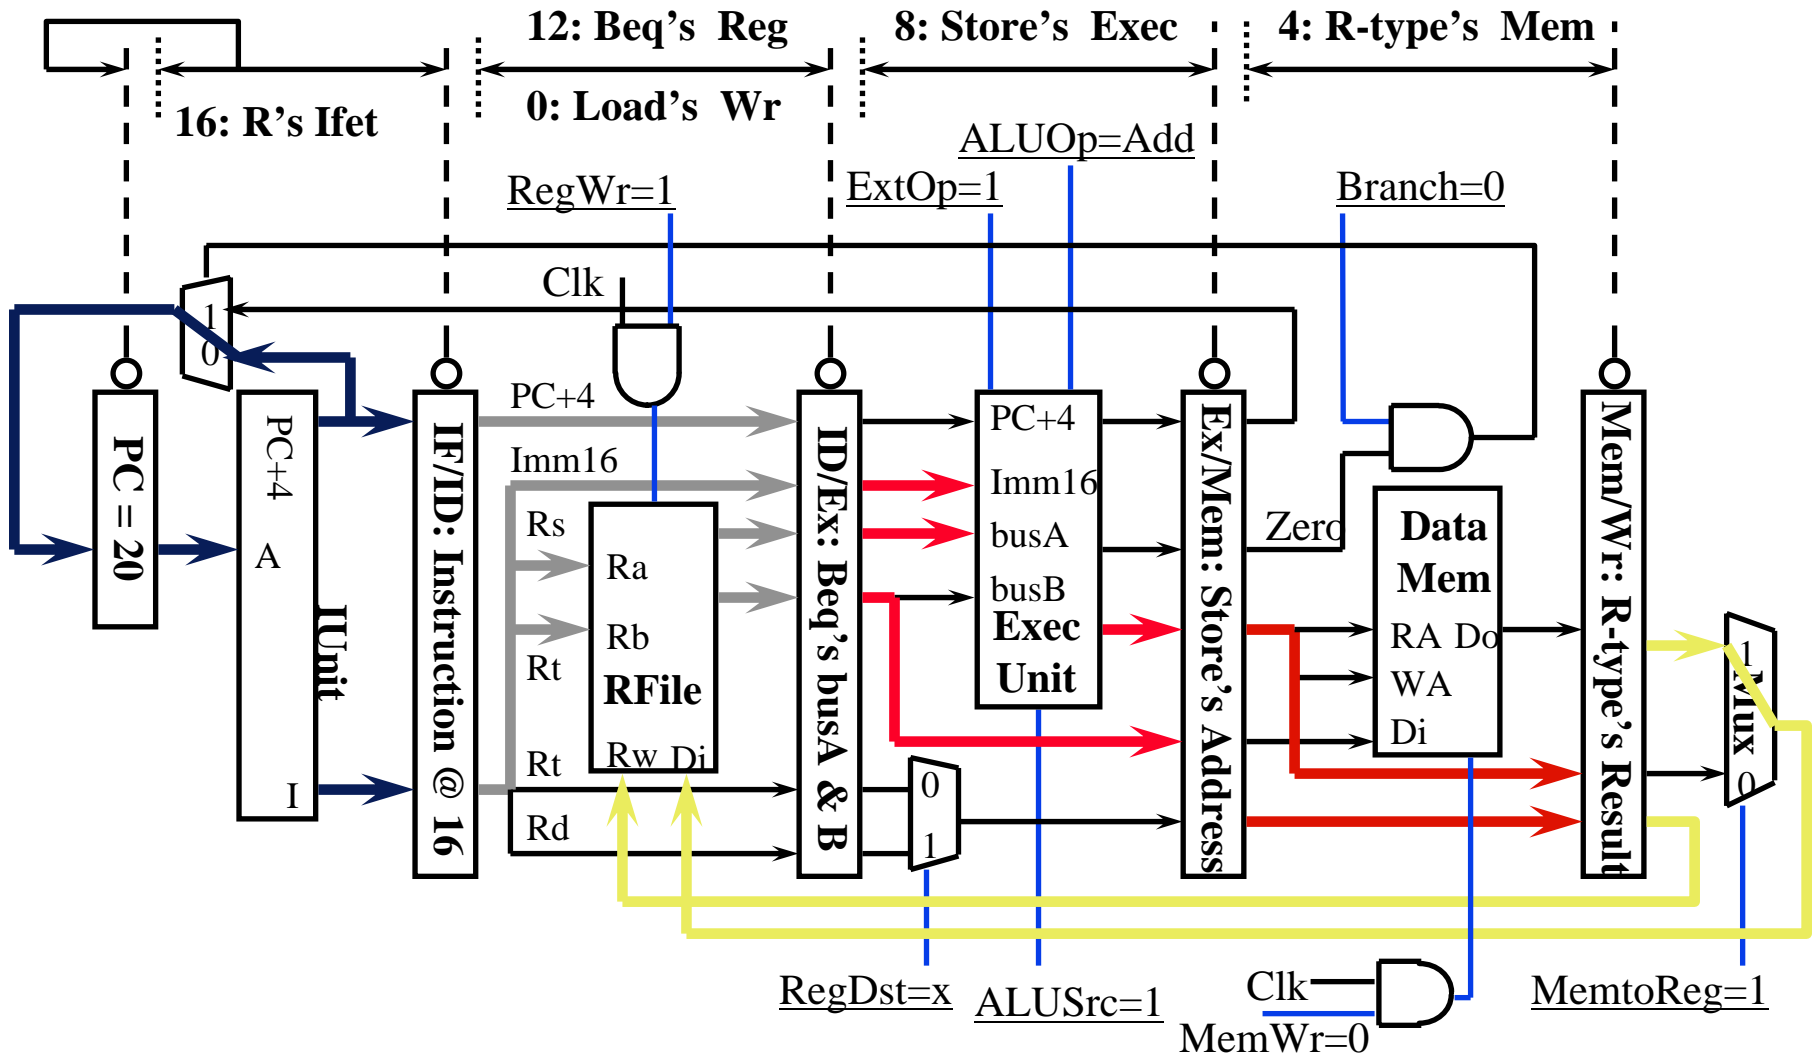 12: Beq's Reg
8: Store's Exec
4: R-type's Mem
16: R's Ifet
0: Load's Wr
ALUOp=Add
RegWr=1
ExtOp=1
Branch=0
Clk
1
0
PC = 20
PC+4
A
I
IUnit
IF/ID: Instruction @ 16
PC+4
Imm16
Rs
Ra
Rb
Rt
RFile
Rw Di
Rt
Rd
ID/Ex: Beq's busA & B
PC+4
Imm16
busA
busB
Exec
Unit
0
1
Ex/Mem: Store's Address
Zero
Data
Mem
RA Do
WA
Di
Mem/Wr: R-type's Result
1
Mux
0
RegDst=x
ALUSrc=1
Clk
MemWr=0
MemtoReg=1